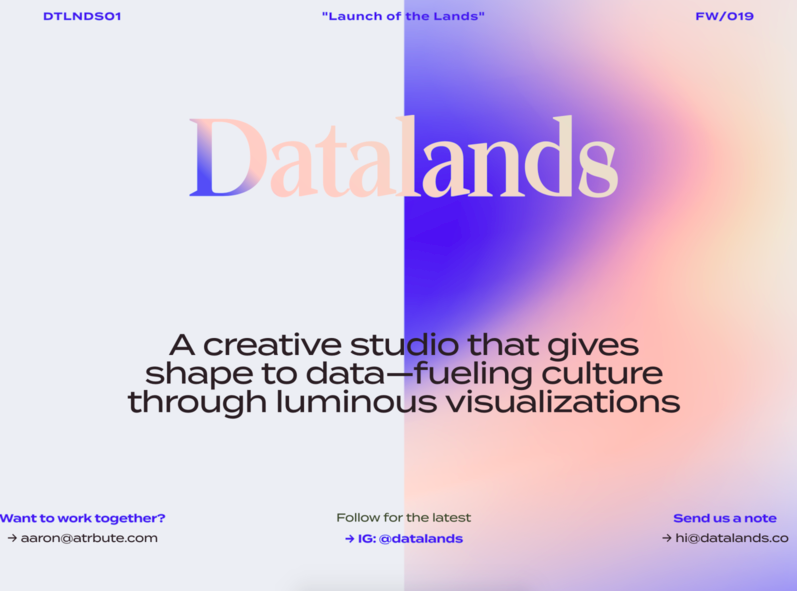 DTLNDS01
"Launch of the Lands"
FW/019
Datalands
A creative studio that gives
shape to data—fueling culture
through luminous visualizations
Want to work together?
→ aaron@atrbute.com
Follow for the latest
→ IG: @datalands
Send us a note
→ hi@datalands.co